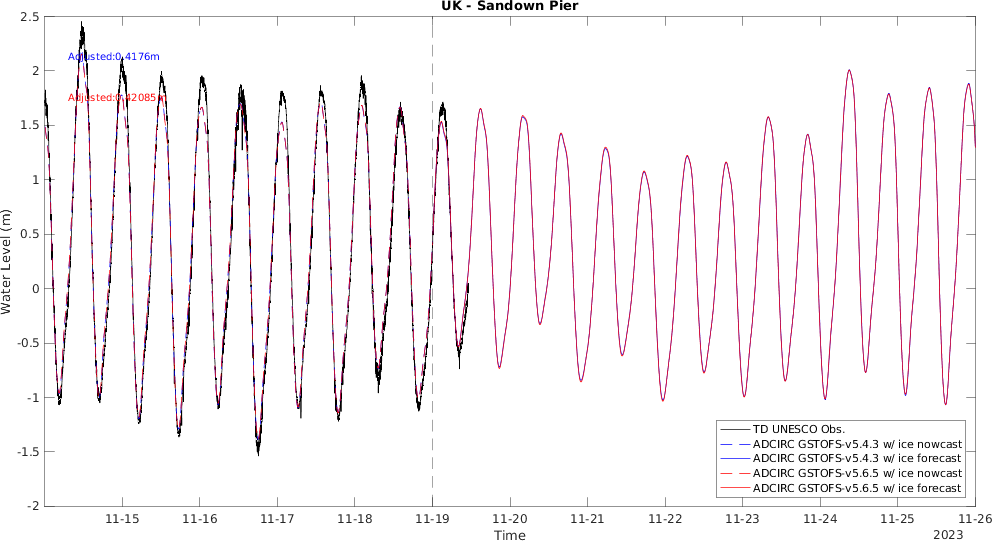 UK - Sandown Pier
2.5
2
1.5
1
0.5
0
-0.5
-1
-1.5
-2
Water Level (m)
Adjusted:0.4176m
Adjusted:0.42085m
TD UNESCO Obs.
ADCIRC GSTOFS-v5.4.3 w/ ice nowcast
ADCIRC GSTOFS-v5.4.3 w/ ice forecast
ADCIRC GSTOFS-v5.6.5 w/ ice nowcast
ADCIRC GSTOFS-v5.6.5 w/ ice forecast
11-15 11-16 11-17 11-18 11-19 11-20 11-21 11-22 11-23 11-24 11-25 11-26
Time
2023